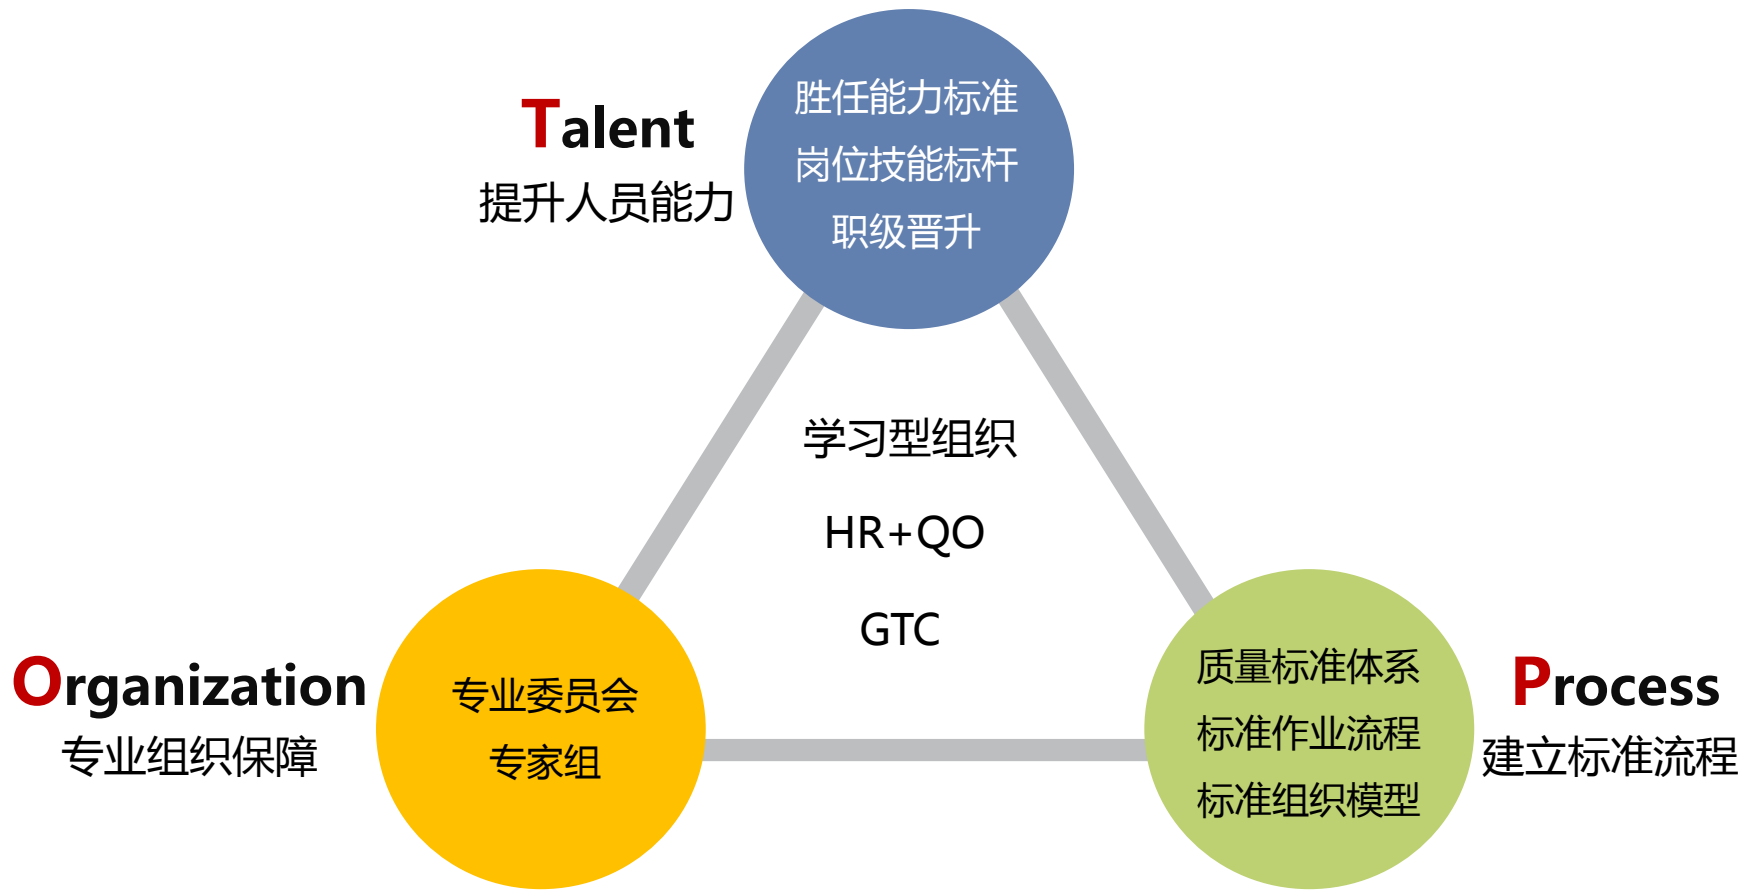 Talent
提升人员能力
胜任能力标准
岗位技能标杆
职级晋升
学习型组织
HR+QO
GTC
Organization
专业组织保障
专业委员会
专家组
质量标准体系
标准作业流程
标准组织模型
Process
建立标准流程